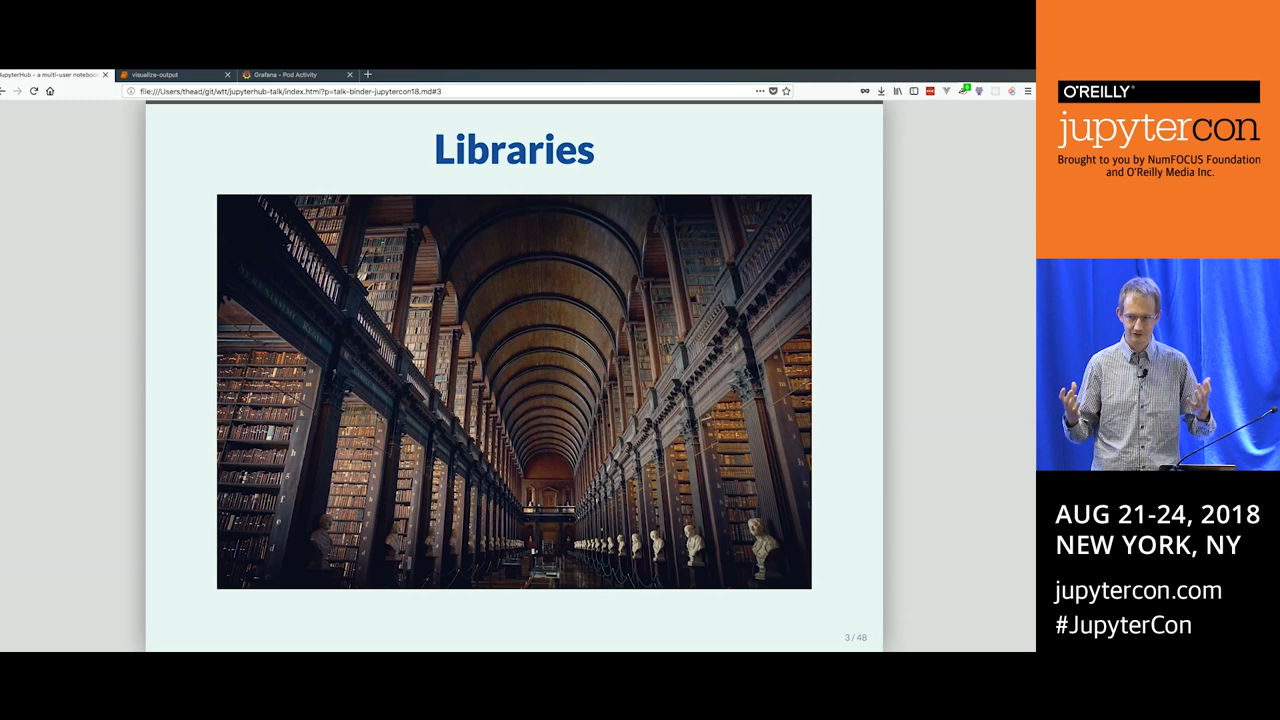 JupyterHub - a multi-user notebook
visualize-output
Grafana - Pod Activity
file:///Users/thead/git/wtt/jupyterhub-talk/index.html?p=talk-binder-jupytercon18.md#3
Libraries
3 / 48
O'REILLY®
jupytercon
Brought to you by NumFOCUS Foundation
and O'Reilly Media Inc.
AUG 21-24, 2018
NEW YORK, NY
jupytercon.com
#JupyterCon